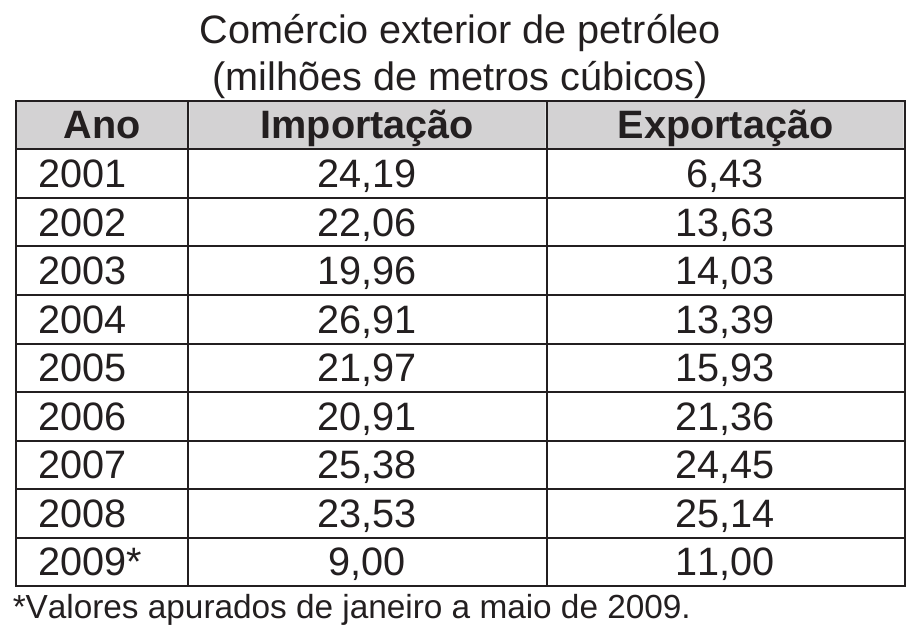 Comércio exterior de petróleo
(milhões de metros cúbicos)
Ano Importação Exportação
2001 24,19 6,43
2002 22,06 13,63
2003 19,96 14,03
2004 26,91 13,39
2005 21,97 15,93
2006 20,91 21,36
2007 25,38 24,45
2008 23,53 25,14
2009* 9,00 11,00
*Valores apurados de janeiro a maio de 2009.